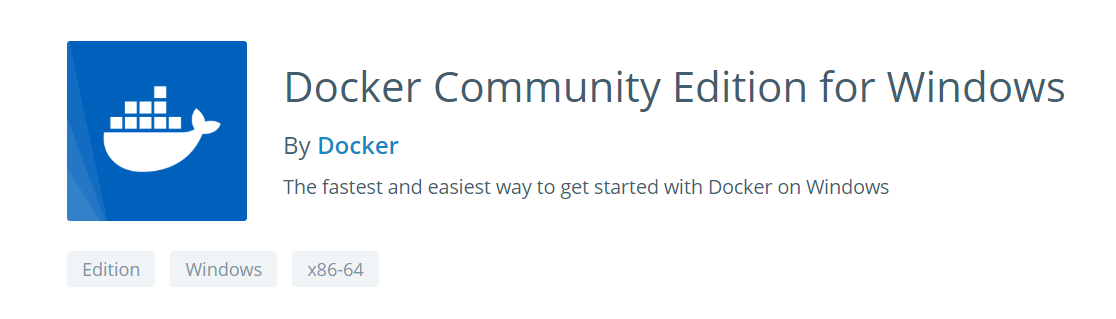 Docker Community Edition for Windows
By Docker
The fastest and easiest way to get started with Docker on Windows
Edition Windows x86-64